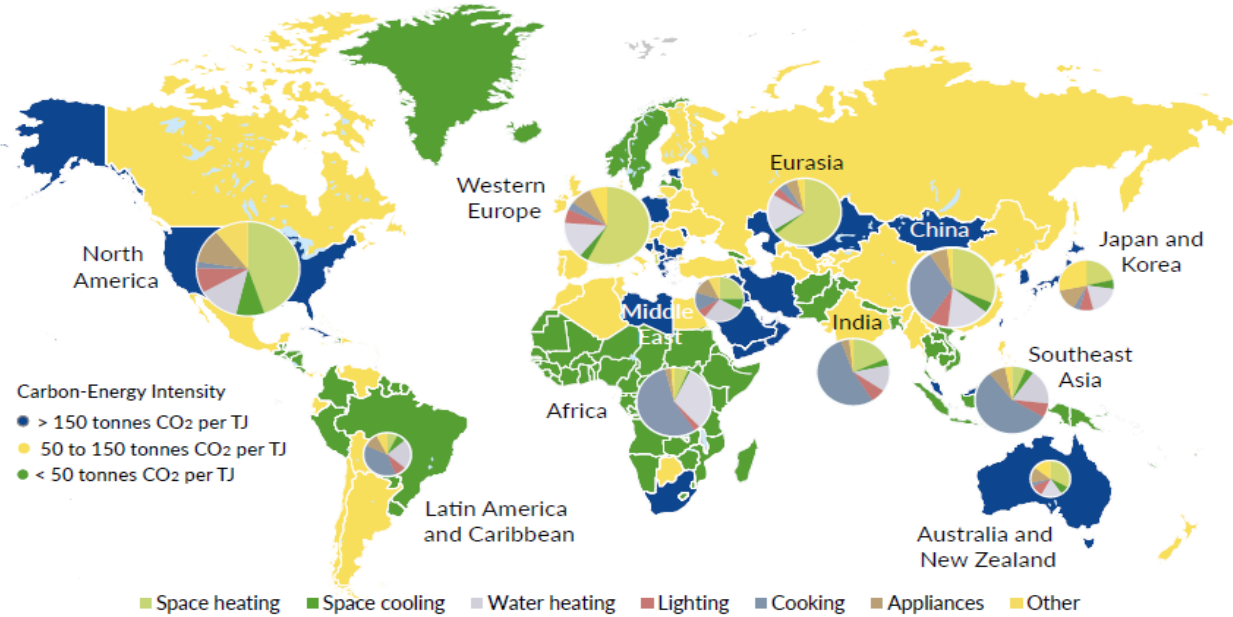 Eurasia
Western
Europe
China
North
America
Japan and
Korea
Middle
East
India
Southeast
Asia
Africa
Carbon-Energy Intensity
> 150 tonnes CO2 per TJ
50 to 150 tonnes CO2 per TJ
< 50 tonnes CO2 per TJ
Latin America
and Caribbean
Australia and
New Zealand
Space heating Space cooling Water heating Lighting Cooking Appliances Other